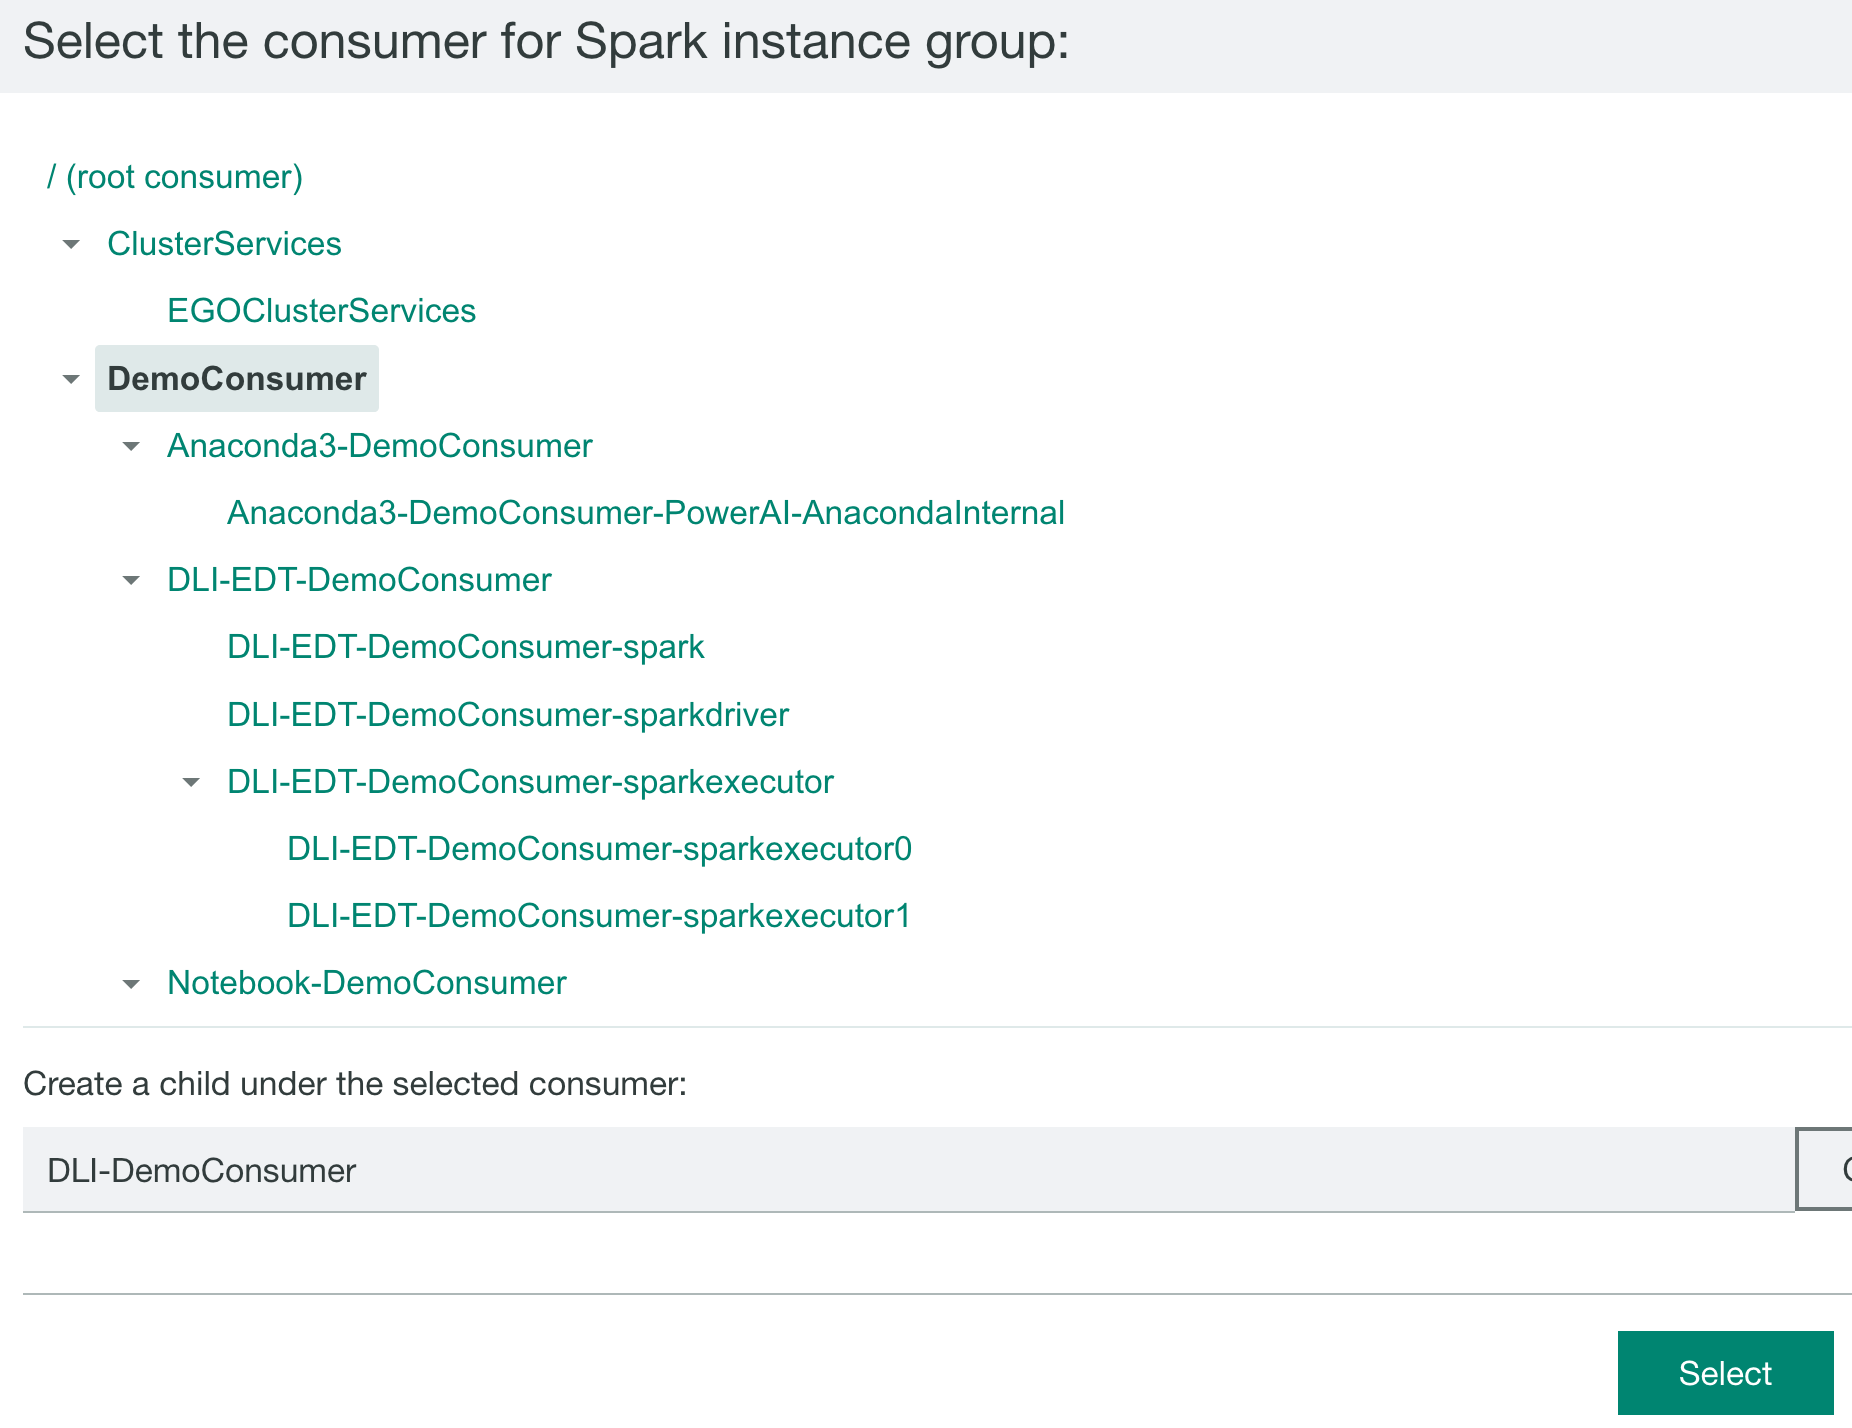 Select the consumer for Spark instance group:
/ (root consumer)
ClusterServices
EGOClusterServices
DemoConsumer
Anaconda3-DemoConsumer
Anaconda3-DemoConsumer-PowerAI-AnacondaInternal
DLI-EDT-DemoConsumer
DLI-EDT-DemoConsumer-spark
DLI-EDT-DemoConsumer-sparkdriver
DLI-EDT-DemoConsumer-sparkexecutor
DLI-EDT-DemoConsumer-sparkexecutor0
DLI-EDT-DemoConsumer-sparkexecutor1
Notebook-DemoConsumer
Create a child under the selected consumer:
DLI-DemoConsumer
Select